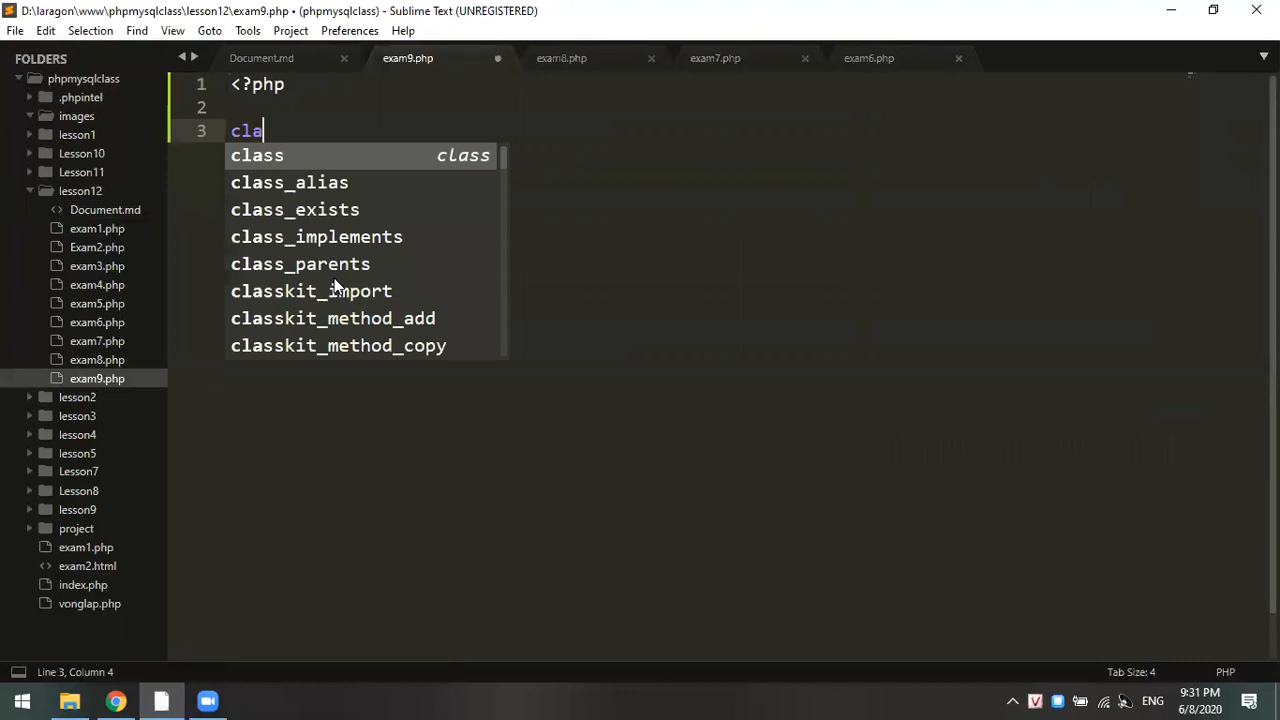 D:\laragon\www\phpmysqlclass\lesson12\exam9.php • (phpmysqlclass) - Sublime Text (UNREGISTERED)
File Edit Selection Find View Goto Tools Project Preferences Help
FOLDERS
phpmysqlclass
.phpintel
images
lesson1
Lesson10
Lesson11
lesson12
<> Document.md
exam1.php
Exam2.php
exam3.php
exam4.php
exam5.php
exam6.php
exam7.php
exam8.php
exam9.php
lesson2
lesson3
lesson4
lesson5
Lesson7
Lesson8
lesson9
project
exam1.php
<> exam2.html
index.php
vonglap.php
Document.md exam9.php exam8.php exam7.php exam6.php
1 <?php
2
3 cla
class class
class_alias
class_exists
class_implements
class_parents
classkit_import
classkit_method_add
classkit_method_copy
Line 3, Column 4 Tab Size: 4 PHP
V ENG 9:31 PM
6/8/2020